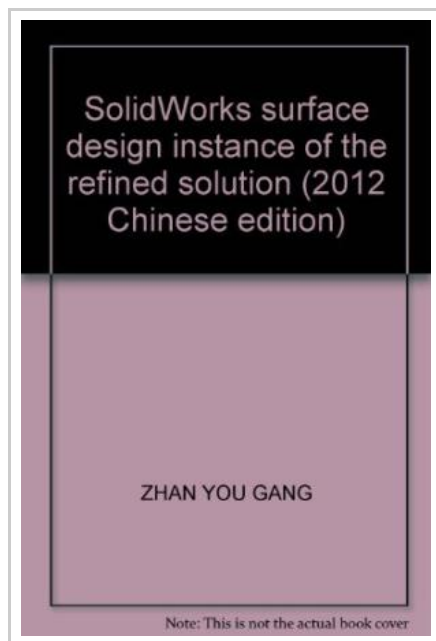 SolidWorks surface
design instance of the
refined solution (2012
Chinese edition)
ZHAN YOU GANG
Note: This is not the actual book cover